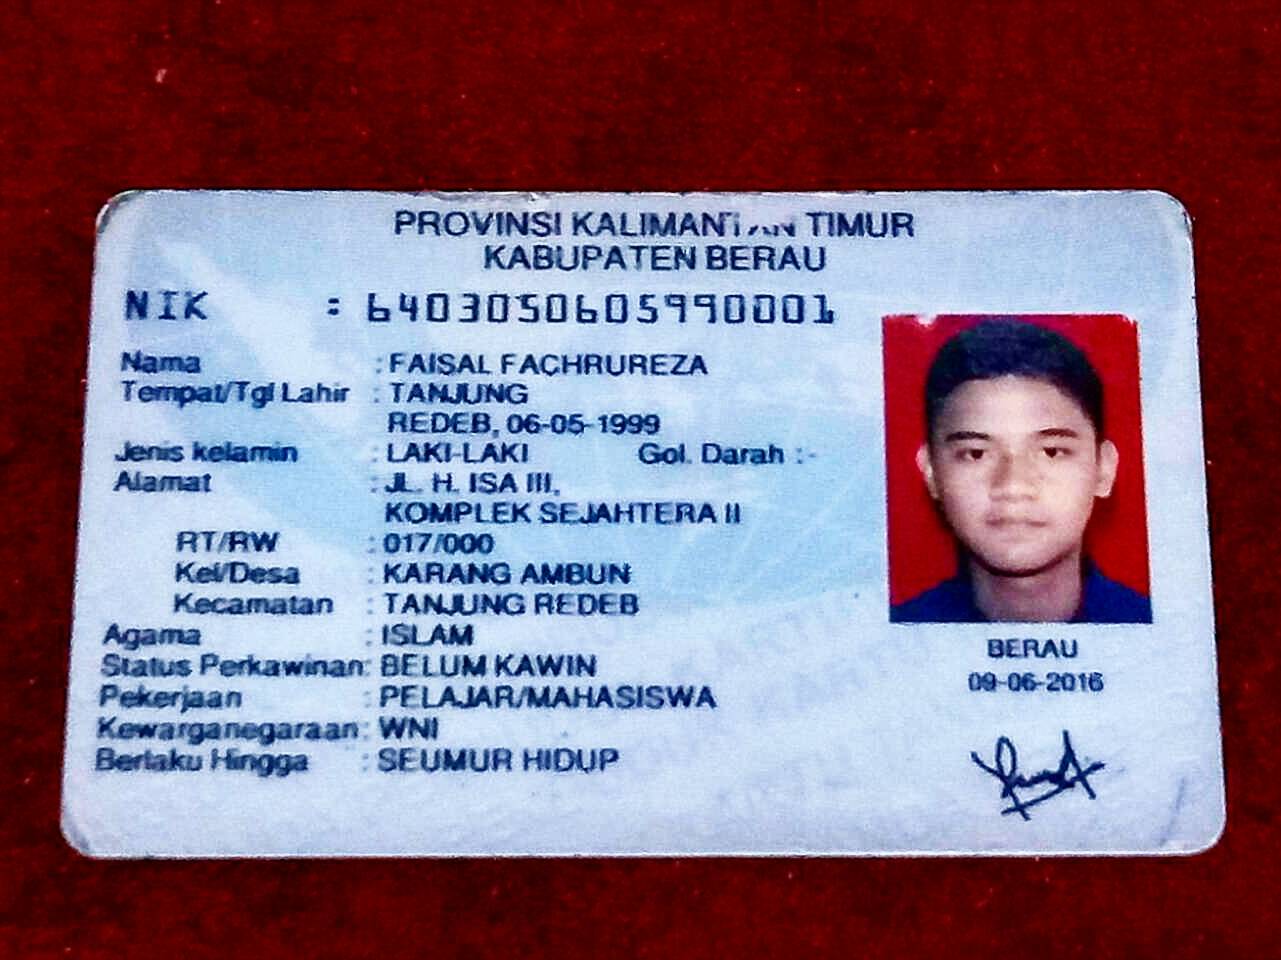 PROVINSI KALIMANTAN TIMUR
KABUPATEN BERAU
NIK : 6403050605990001
Nama : FAISAL FACHRUREZA
Tempat/Tgl Lahir : TANJUNG
REDEB, 06-05-1999
Jenis kelamin : LAKI-LAKI Gol. Darah : -
Alamat : JL. H. ISA III,
KOMPLEK SEJAHTERA II
RT/RW : 017/000
Kel/Desa : KARANG AMBUN
Kecamatan : TANJUNG REDEB
Agama : ISLAM
Status Perkawinan: BELUM KAWIN
Pekerjaan : PELAJAR/MAHASISWA
Kewarganegaraan: WNI
Berlaku Hingga : SEUMUR HIDUP
BERAU
09-06-2016